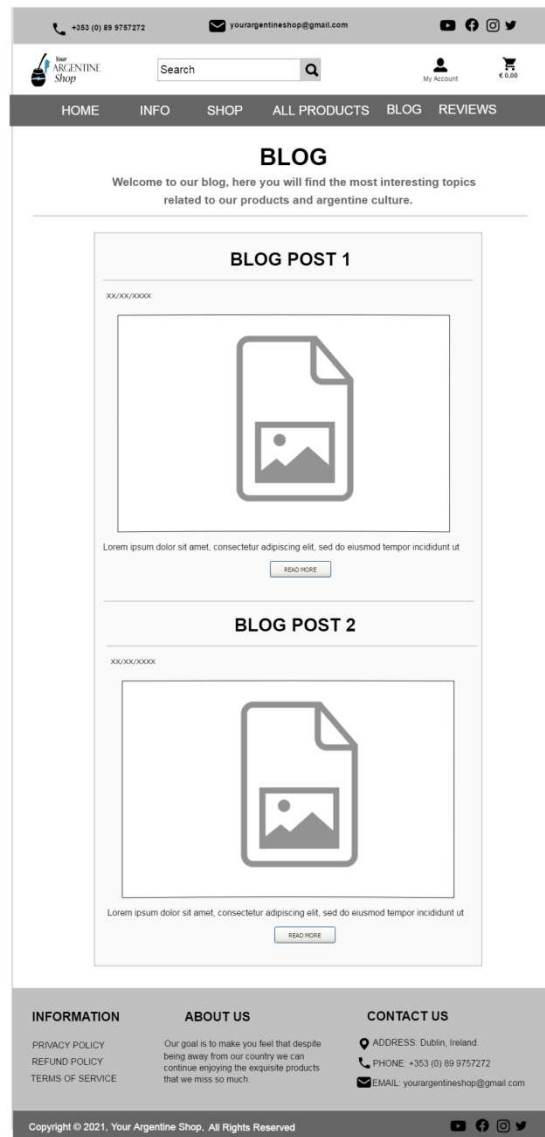 +353 (0) 89 9757272
yourargentineshop@gmail.com
Your
ARGENTINE
Shop
Search
My Account
€ 0.00
HOME INFO SHOP ALL PRODUCTS BLOG REVIEWS
BLOG
Welcome to our blog, here you will find the most interesting topics
related to our products and argentine culture.
BLOG POST 1
XX/XX/XXXX
Lorem ipsum dolor sit amet, consectetur adipiscing elit, sed do eiusmod tempor incididunt ut
READ MORE
BLOG POST 2
XX/XX/XXXX
Lorem ipsum dolor sit amet, consectetur adipiscing elit, sed do eiusmod tempor incididunt ut
READ MORE
INFORMATION
PRIVACY POLICY
REFUND POLICY
TERMS OF SERVICE
ABOUT US
Our goal is to make you feel that despite
being away from our country we can
continue enjoying the exquisite products
that we miss so much.
CONTACT US
ADDRESS: Dublin, Ireland.
PHONE: +353 (0) 89 9757272
EMAIL: yourargentineshop@gmail.com
Copyright © 2021, Your Argentine Shop, All Rights Reserved